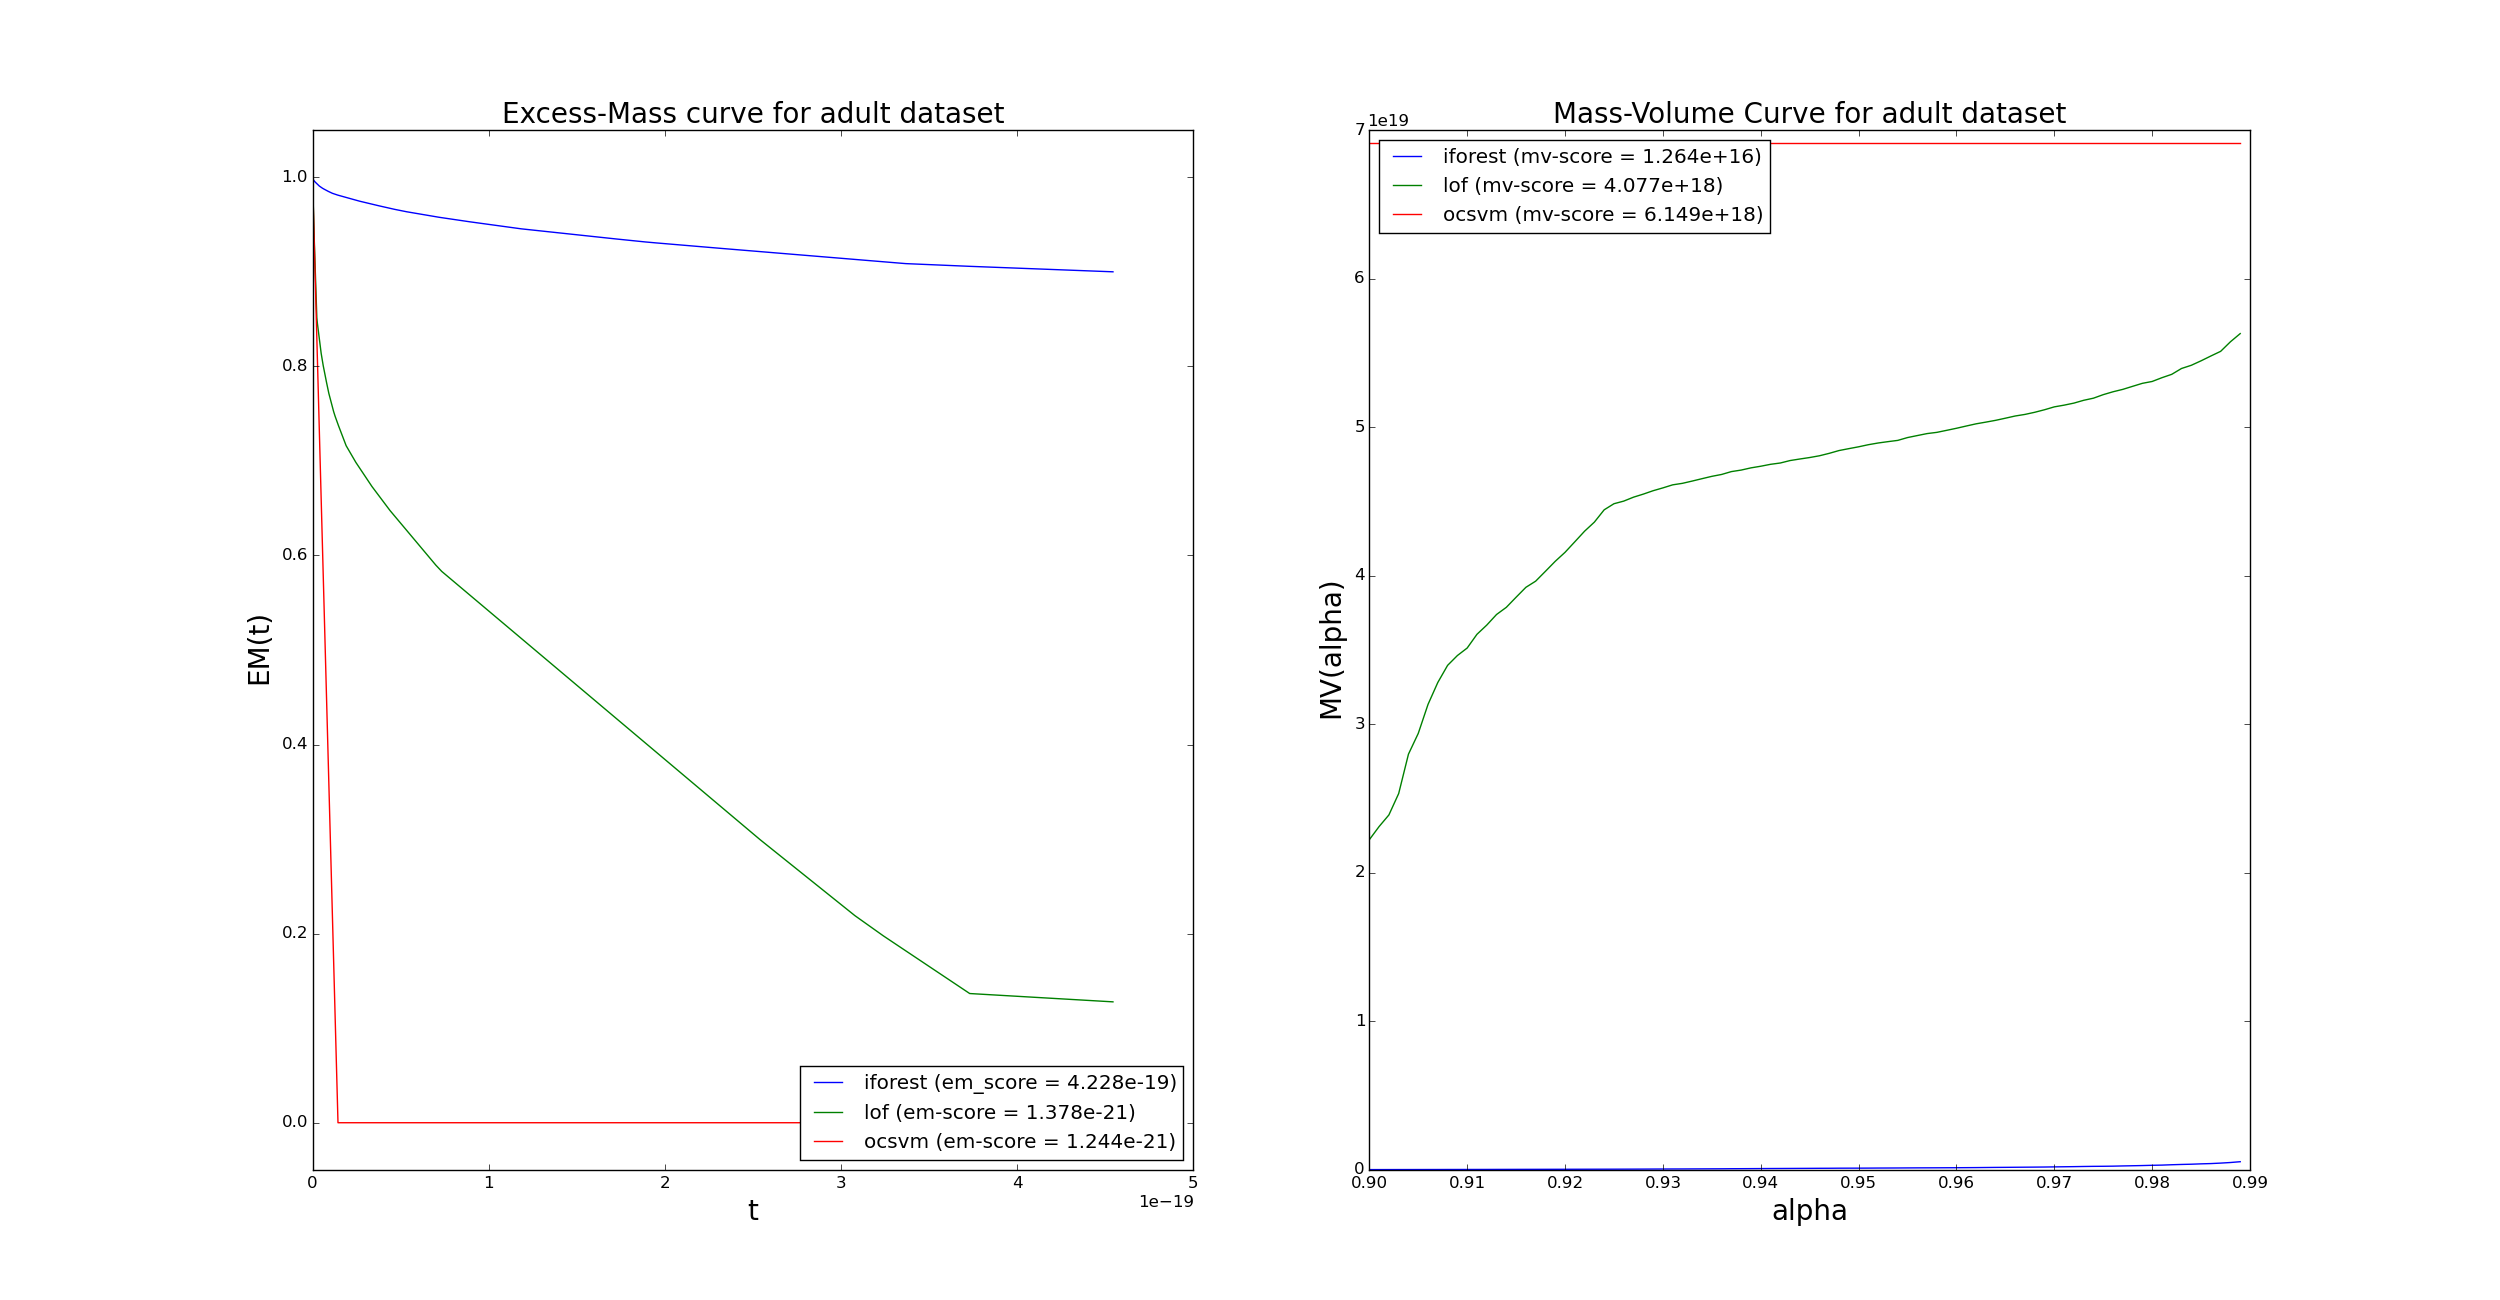 Excess-Mass curve for adult dataset
1.0
0.8
0.6
0.4
0.2
0.0
EM(t)
iforest (em_score = 4.228e-19)
lof (em-score = 1.378e-21)
ocsvm (em-score = 1.244e-21)
0 1 2 3 4 5
1e−19
t
Mass-Volume Curve for adult dataset
1e19
7
6
5
4
3
2
1
0
MV(alpha)
iforest (mv-score = 1.264e+16)
lof (mv-score = 4.077e+18)
ocsvm (mv-score = 6.149e+18)
0.90 0.91 0.92 0.93 0.94 0.95 0.96 0.97 0.98 0.99
alpha